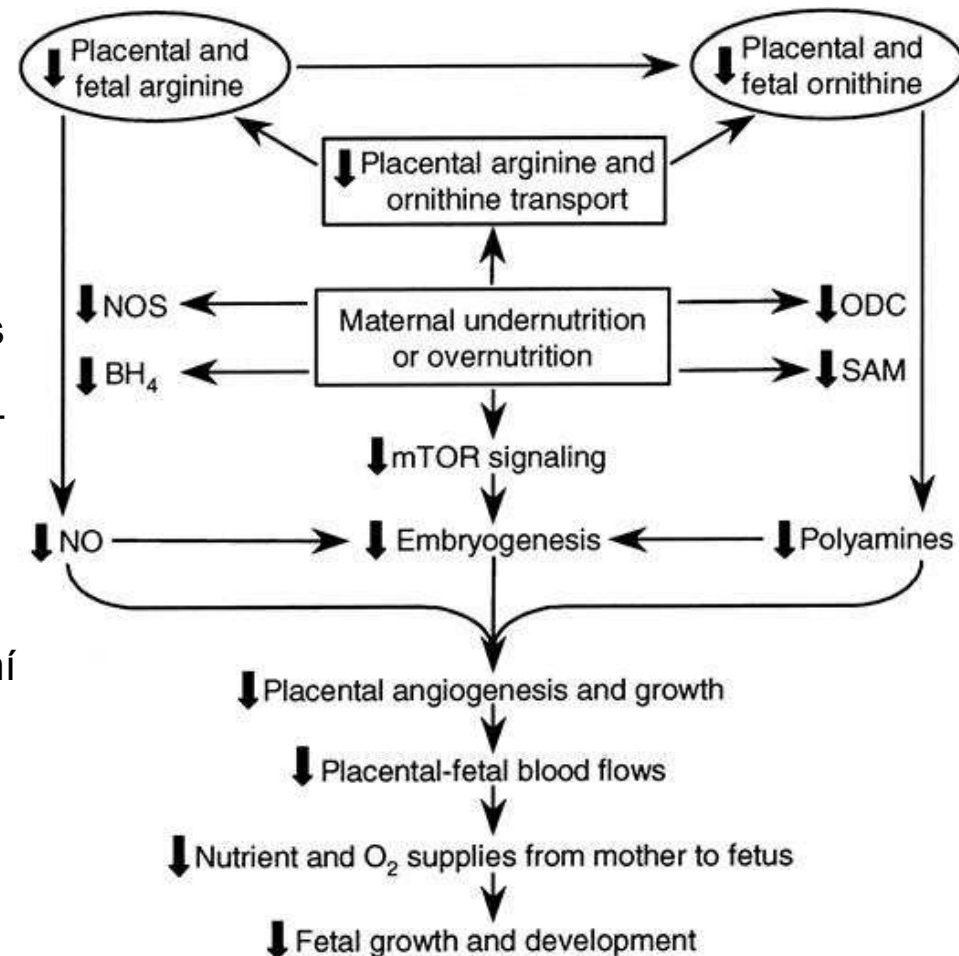 Placental and
fetal arginine
Placental and
fetal ornithine
Placental arginine and
ornithine transport
NOS
Maternal undernutrition
or overnutrition
ODC
s
BH₄
SAM
-
mTOR signaling
NO
Embryogenesis
Polyamines
ní
Placental angiogenesis and growth
Placental-fetal blood flows
Nutrient and O₂ supplies from mother to fetus
Fetal growth and development